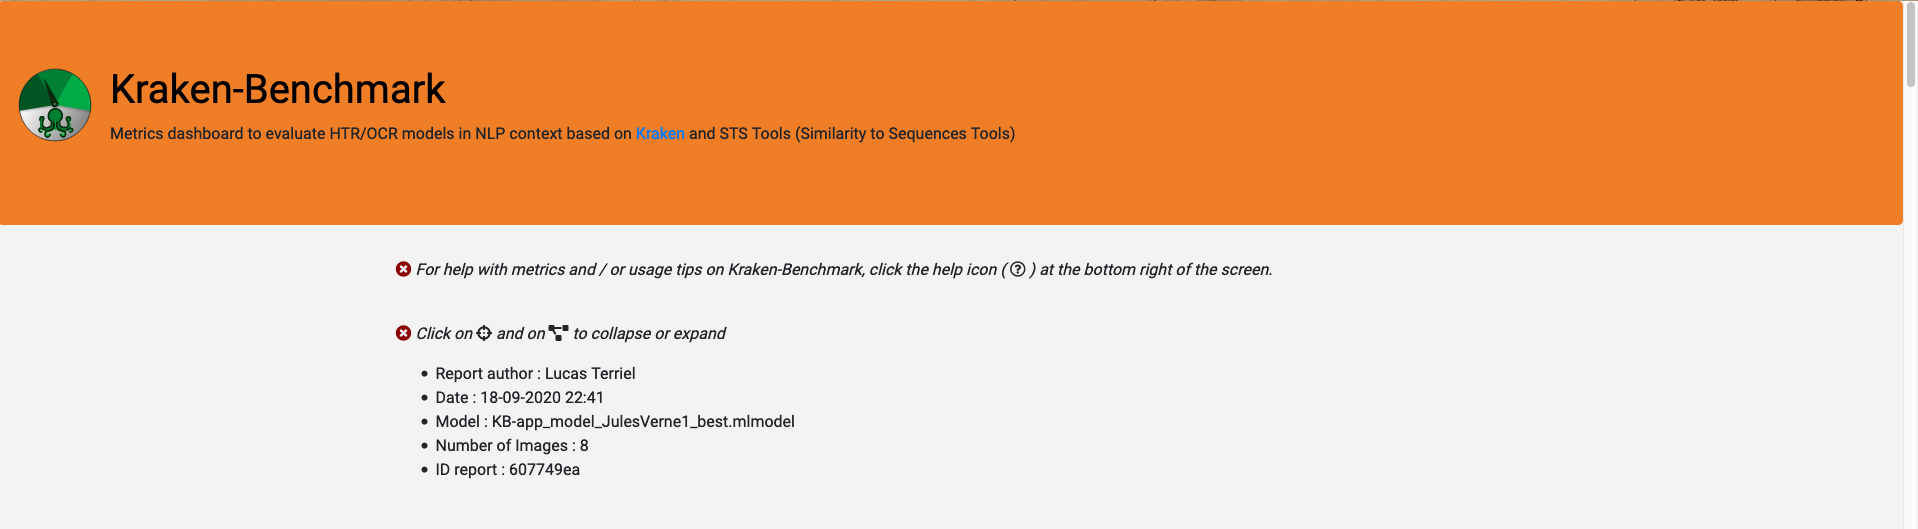 Kraken-Benchmark
Metrics dashboard to evaluate HTR/OCR models in NLP context based on Kraken and STS Tools (Similarity to Sequences Tools)
For help with metrics and / or usage tips on Kraken-Benchmark, click the help icon ( ? ) at the bottom right of the screen.
Click on and on to collapse or expand
• Report author : Lucas Terriel
• Date : 18-09-2020 22:41
• Model : KB-app_model_JulesVerne1_best.mlmodel
• Number of Images : 8
• ID report : 607749ea